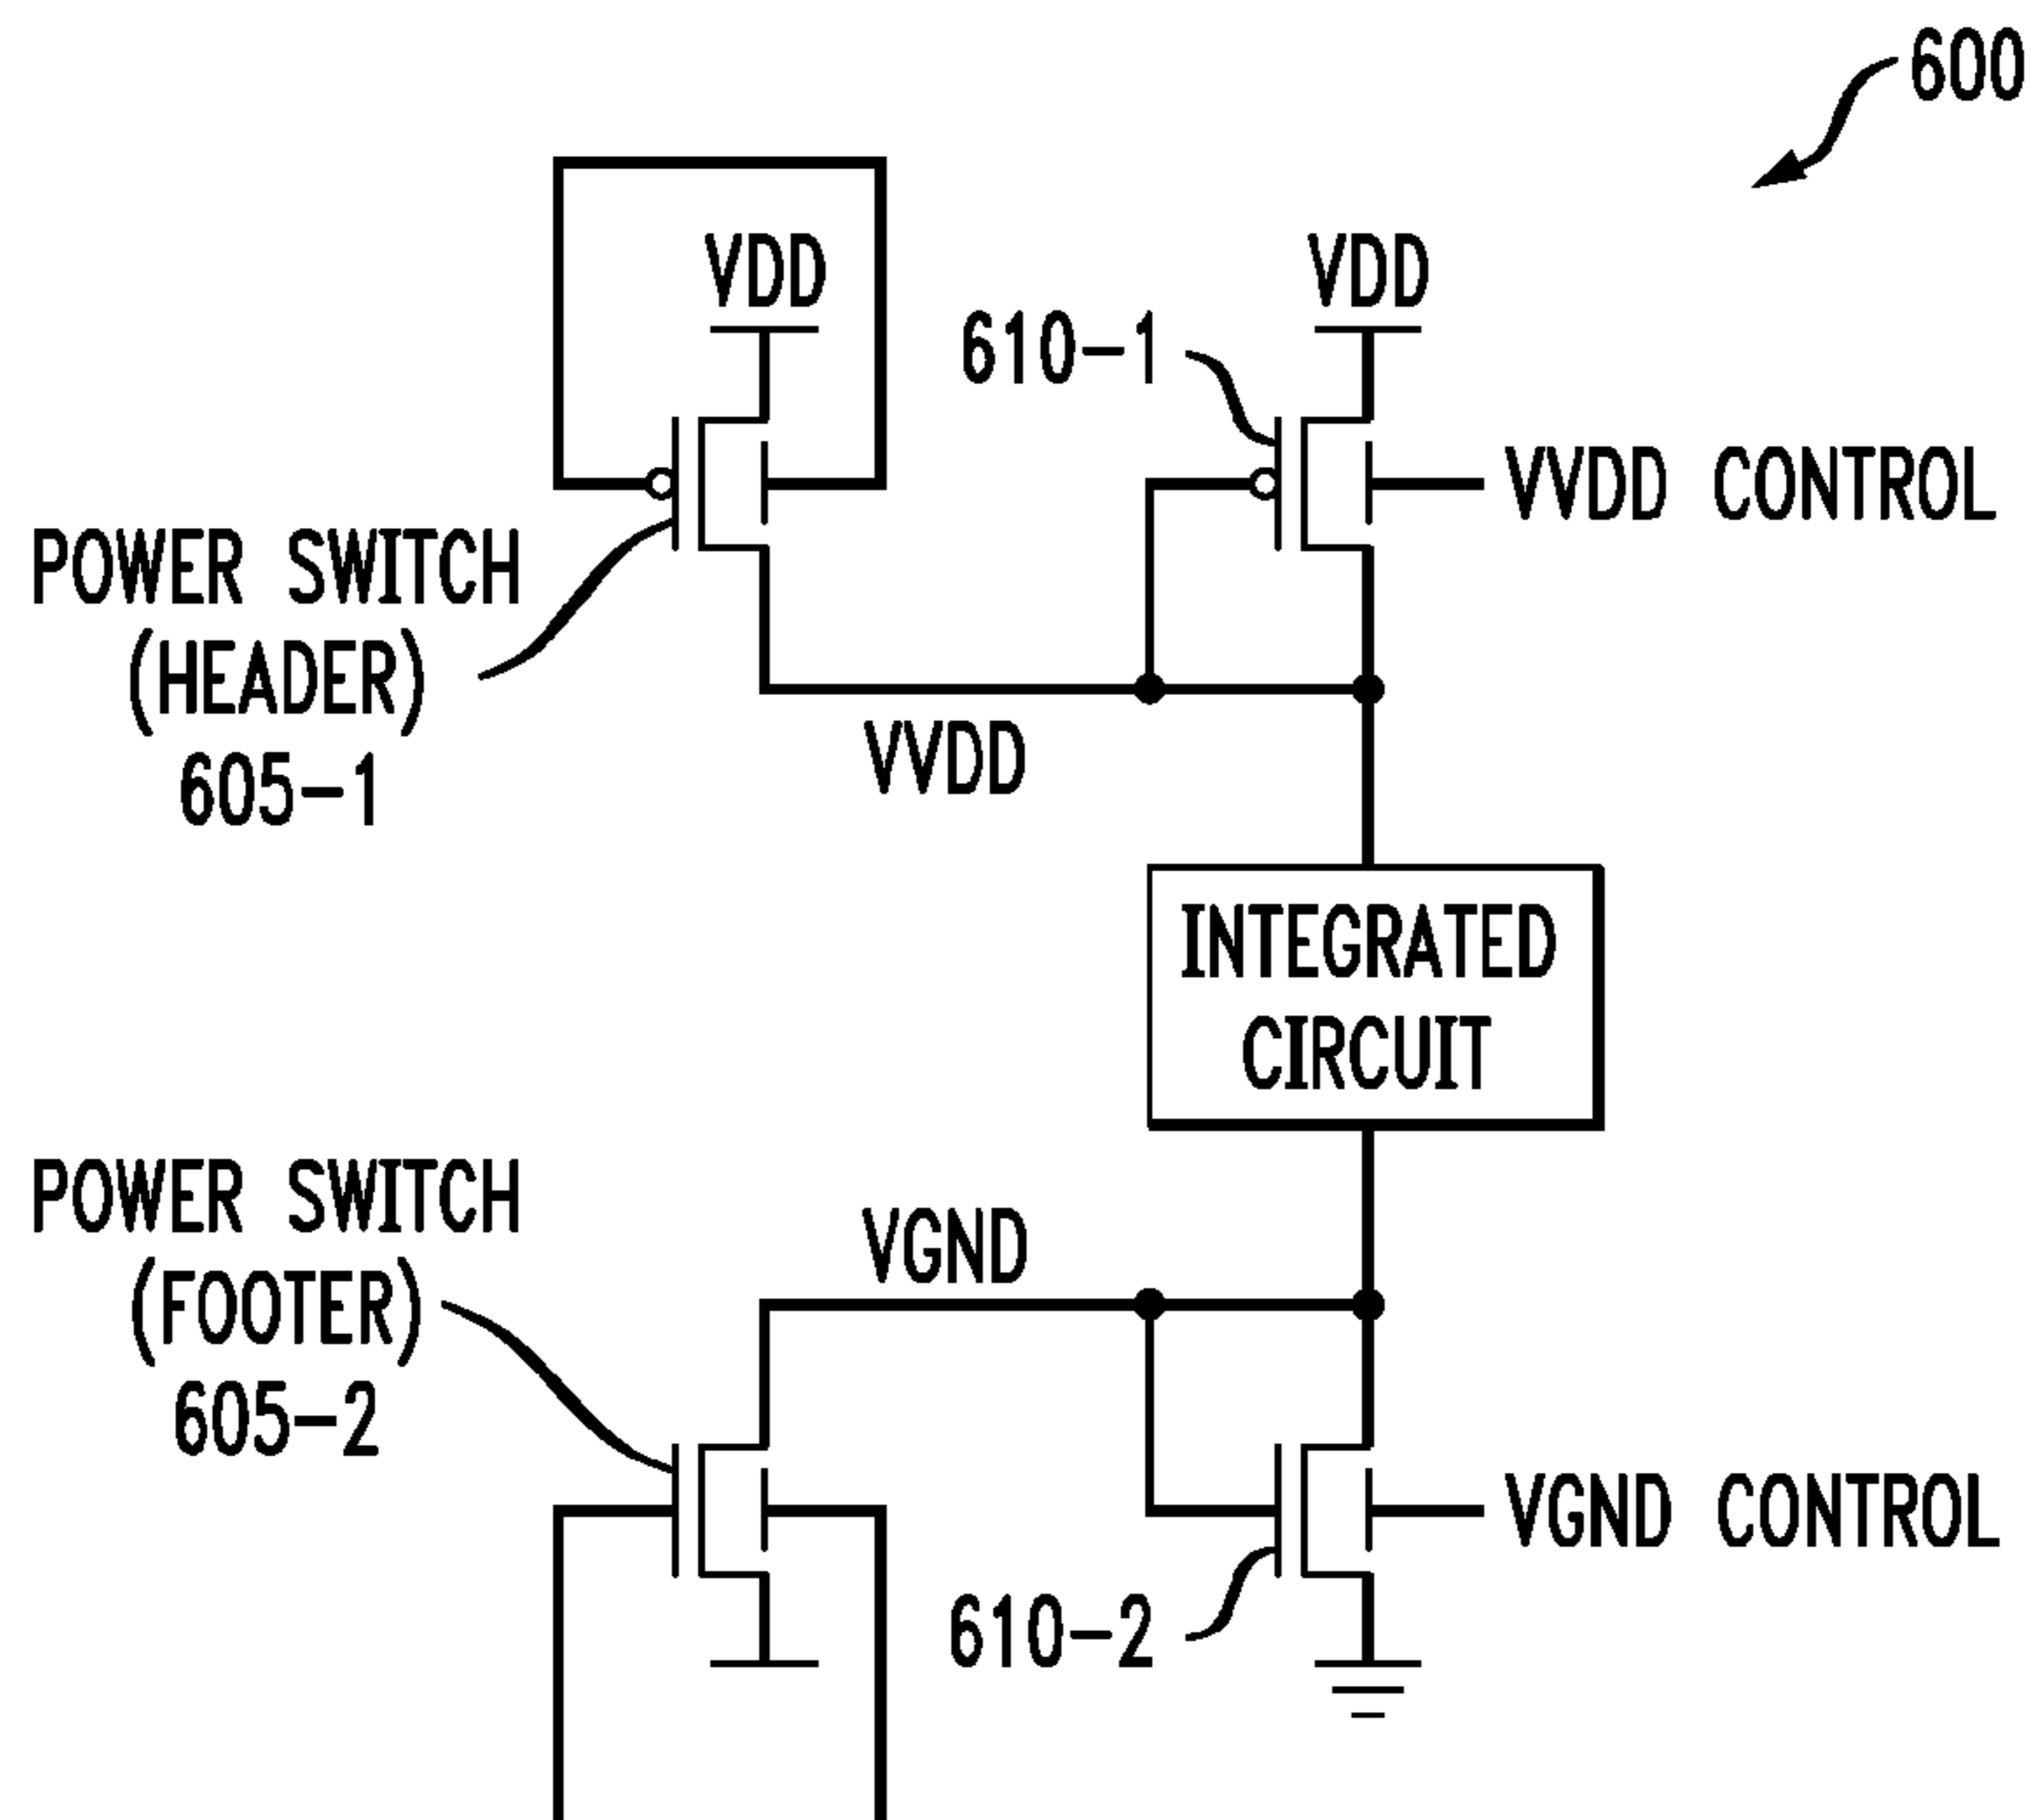 600
VDD
VDD
610-1
VVDD CONTROL
POWER SWITCH
(HEADER)
605-1
VVDD
INTEGRATED
CIRCUIT
POWER SWITCH
(FOOTER)
605-2
VGND
VGND CONTROL
610-2